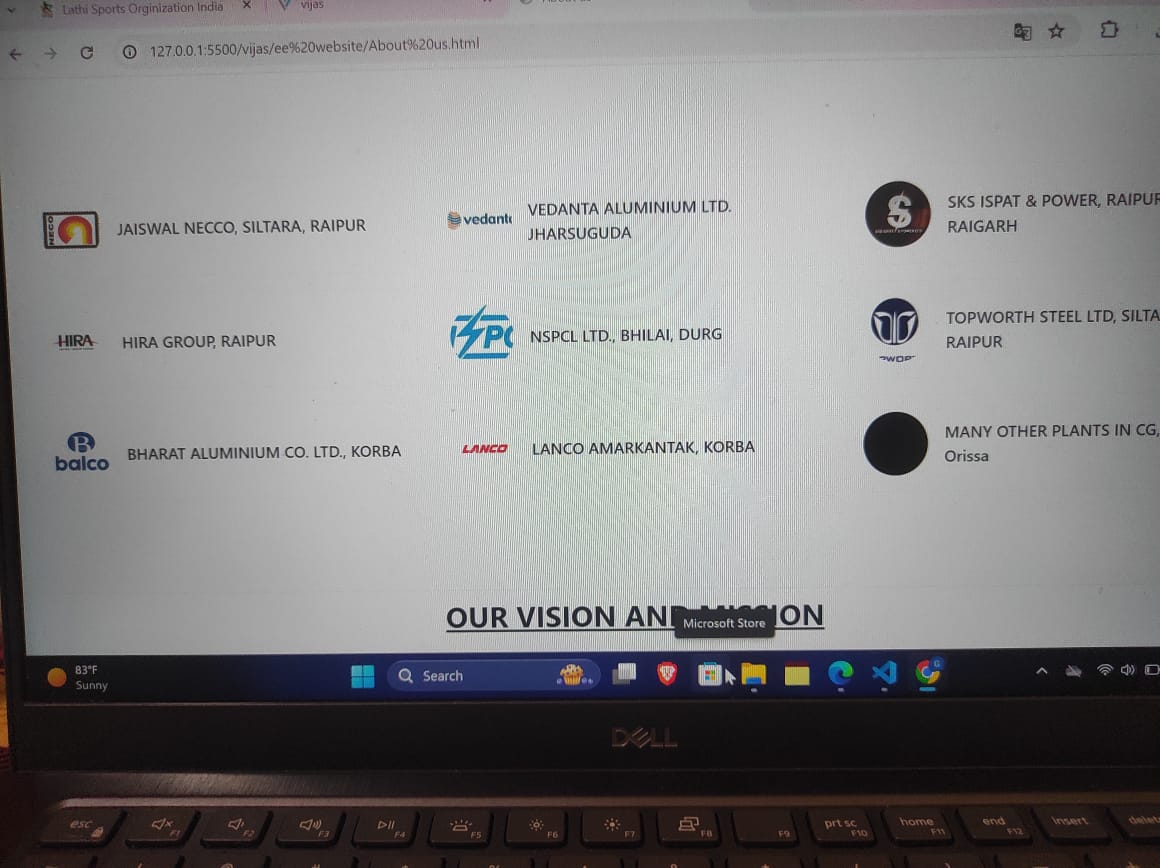 Lathi Sports Orginization India
vijas
127.0.0.1:5500/vijas/ee%20website/About%20us.html
NECO
JAISWAL NECCO, SILTARA, RAIPUR
vedant
VEDANTA ALUMINIUM LTD.
JHARSUGUDA
$
SKS ISPAT & POWER, RAIPUR
RAIGARH
HIRA
HIRA GROUP, RAIPUR
NSPCL LTD., BHILAI, DURG
TOPWORTH STEEL LTD, SILTA
RAIPUR
B
balco
BHARAT ALUMINIUM CO. LTD., KORBA
LANCO
LANCO AMARKANTAK, KORBA
MANY OTHER PLANTS IN CG,
Orissa
OUR VISION AND MISSION
Microsoft Store
83°F
Sunny
Search
G
DELL
esc
F1
F2
F3
F4
F5
F6
F7
F8
F9
prt sc
F10
home
F11
end
F12
insert
delete